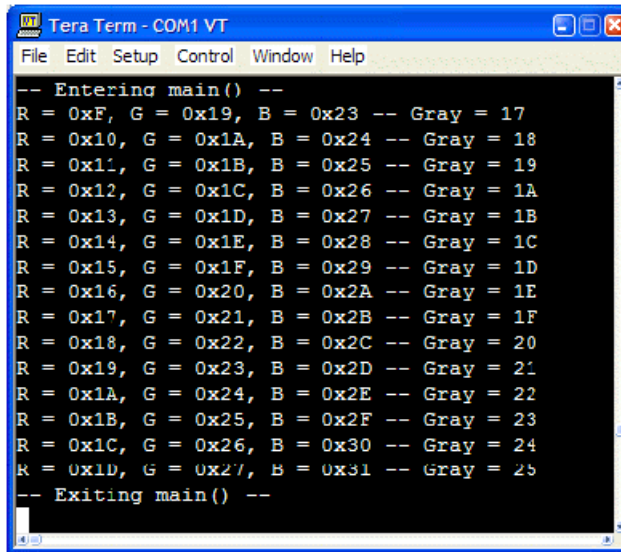 Tera Term - COM1 VT
File Edit Setup Control Window Help
-- Entering main() --
R = 0xF, G = 0x19, B = 0x23 -- Gray = 17
R = 0x10, G = 0x1A, B = 0x24 -- Gray = 18
R = 0x11, G = 0x1B, B = 0x25 -- Gray = 19
R = 0x12, G = 0x1C, B = 0x26 -- Gray = 1A
R = 0x13, G = 0x1D, B = 0x27 -- Gray = 1B
R = 0x14, G = 0x1E, B = 0x28 -- Gray = 1C
R = 0x15, G = 0x1F, B = 0x29 -- Gray = 1D
R = 0x16, G = 0x20, B = 0x2A -- Gray = 1E
R = 0x17, G = 0x21, B = 0x2B -- Gray = 1F
R = 0x18, G = 0x22, B = 0x2C -- Gray = 20
R = 0x19, G = 0x23, B = 0x2D -- Gray = 21
R = 0x1A, G = 0x24, B = 0x2E -- Gray = 22
R = 0x1B, G = 0x25, B = 0x2F -- Gray = 23
R = 0x1C, G = 0x26, B = 0x30 -- Gray = 24
R = 0x1D, G = 0x27, B = 0x31 -- Gray = 25
-- Exiting main() --